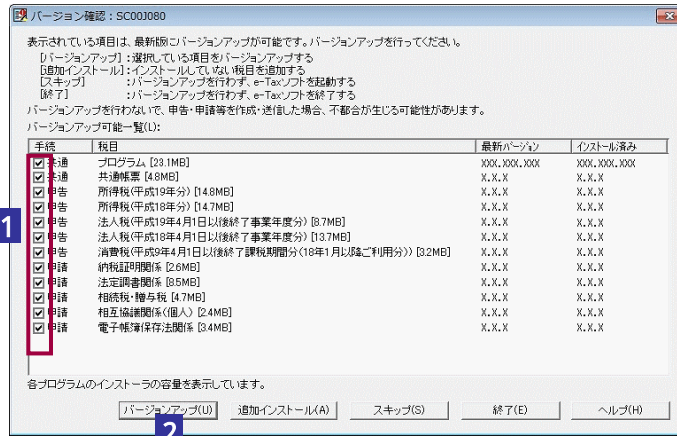 バージョン確認：SC00J080
表示されている項目は、最新版にバージョンアップが可能です。バージョンアップを行ってください。
[バージョンアップ]：選択している項目をバージョンアップする
[追加インストール]：インストールしていない税目を追加する
[スキップ]：バージョンアップを行わず、e-Taxソフトを起動する
[終了]：バージョンアップを行わず、e-Taxソフトを終了する
バージョンアップを行わないで、申告・申請等を作成・送信した場合、不都合が生じる可能性があります。
バージョンアップ可能一覧(L):
手続 税目 最新バージョン インストール済み
共通 プログラム [23.1MB] XXX.XXX.XXX XXX.XXX.XXX
共通 共通帳票 [4.8MB] X.X.X X.X.X
申告 所得税(平成19年分) [14.8MB] X.X.X X.X.X
申告 所得税(平成18年分) [14.7MB] X.X.X X.X.X
申告 法人税(平成19年4月1日以後終了事業年度分) [8.7MB] X.X.X X.X.X
申告 法人税(平成18年4月1日以後終了事業年度分) [13.7MB] X.X.X X.X.X
申告 消費税(平成9年4月1日以後終了課税期間分(18年1月以降ご利用分)) [3.2MB] X.X.X X.X.X
申請 納税証明関係 [2.6MB] X.X.X X.X.X
申請 法定調書関係 [8.5MB] X.X.X X.X.X
申請 相続税・贈与税 [4.7MB] X.X.X X.X.X
申請 相互協議関係(個人) [2.4MB] X.X.X X.X.X
申請 電子帳簿保存法関係 [3.4MB] X.X.X X.X.X
1
各プログラムのインストーラの容量を表示しています。
バージョンアップ(U) 追加インストール(A) スキップ(S) 終了(E) ヘルプ(H)
2